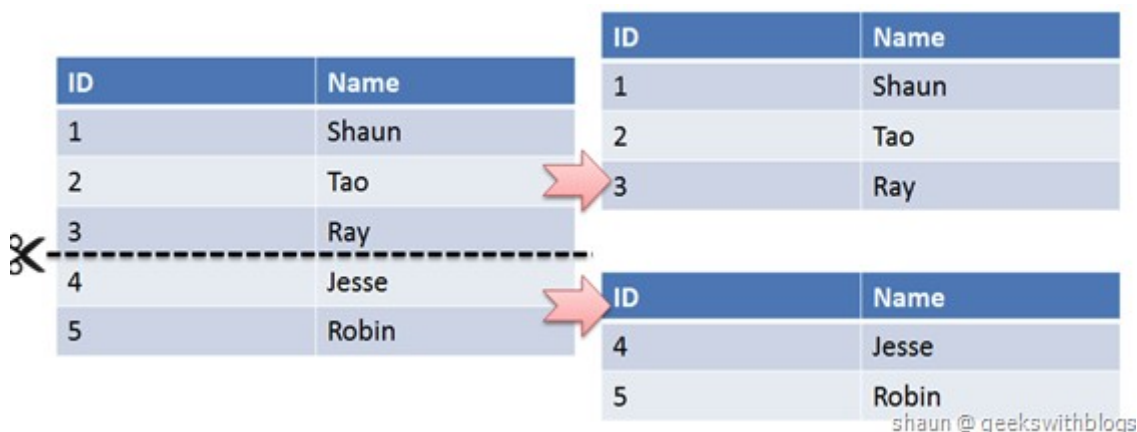 ID Name
1 Shaun
2 Tao
3 Ray
4 Jesse
5 Robin
ID Name
1 Shaun
2 Tao
3 Ray
ID Name
4 Jesse
5 Robin
shaun @ geekswithblogs